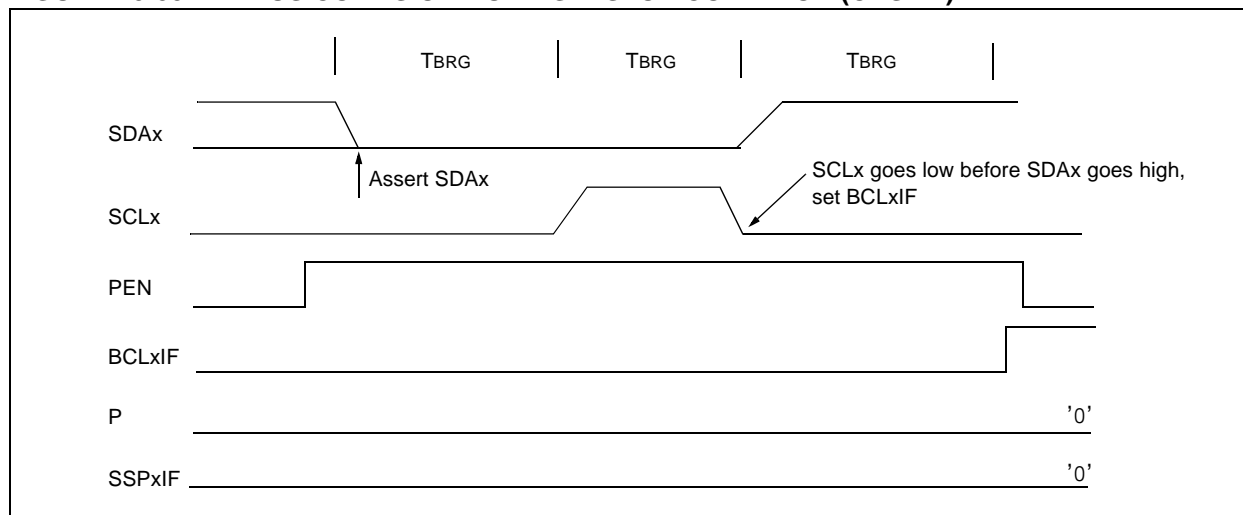 TBRG TBRG TBRG
SDAx
Assert SDAx
SCLx goes low before SDAx goes high,
set BCLxIF
SCLx
PEN
BCLxIF
P '0'
SSPxIF '0'